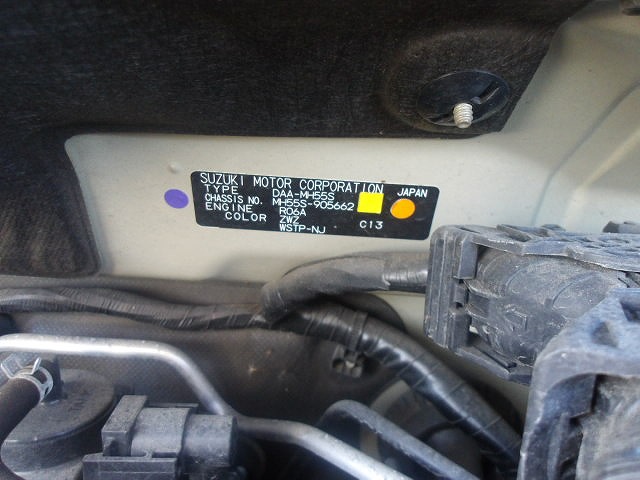 SUZUKI MOTOR CORPORATION
TYPE DAA-MH55S JAPAN
CHASSIS NO. MH55S-905662
ENGINE R06A
COLOR ZWZ C13
WSTP-NJ